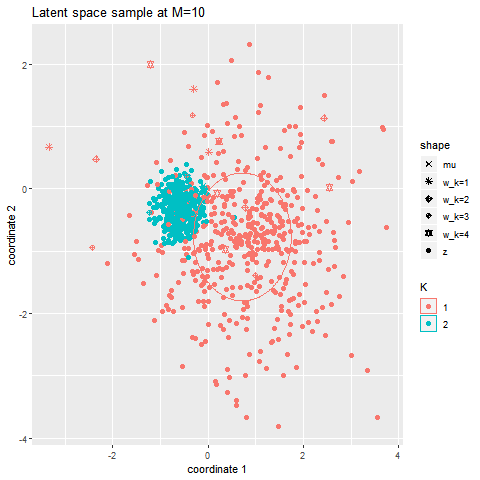 Latent space sample at M=10
2
0
-2
-4
coordinate 2
-2
0
2
4
coordinate 1
shape
mu
w_k=1
w_k=2
w_k=3
w_k=4
z
K
1
2